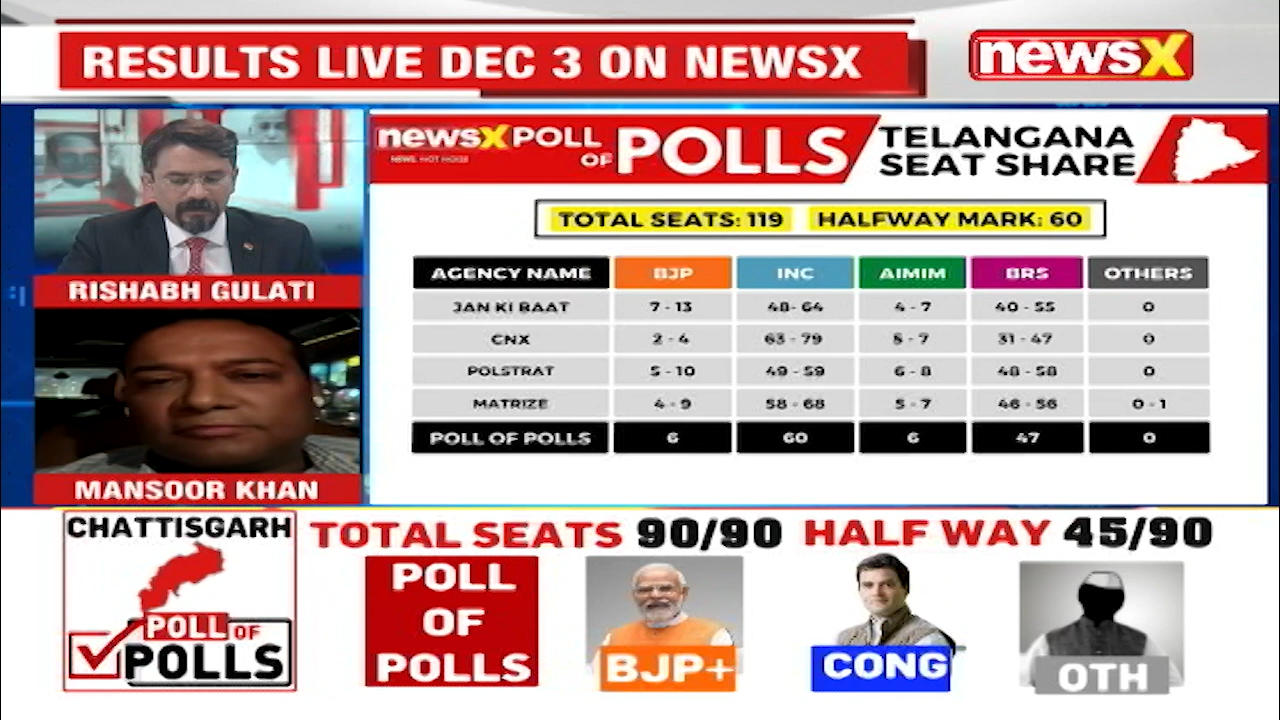 RESULTS LIVE DEC 3 ON NEWSX
newsX
newsX POLL OF POLLS
NEWS. NOT NOISE
TELANGANA
SEAT SHARE
TOTAL SEATS: 119 HALFWAY MARK: 60
AGENCY NAME BJP INC AIMIM BRS OTHERS
JAN KI BAAT 7 - 13 48- 64 4 - 7 40 - 55 0
CNX 2 - 4 63 - 79 5 - 7 31 - 47 0
POLSTRAT 5 - 10 49 - 59 6 - 8 48 - 58 0
MATRIZE 4 - 9 58 - 68 5 - 7 46 - 56 0 - 1
POLL OF POLLS 6 60 6 47 0
RISHABH GULATI
MANSOOR KHAN
CHATTISGARH
POLL OF
POLLS
TOTAL SEATS 90/90 HALF WAY 45/90
POLL
OF
POLLS
BJP+
CONG
OTH